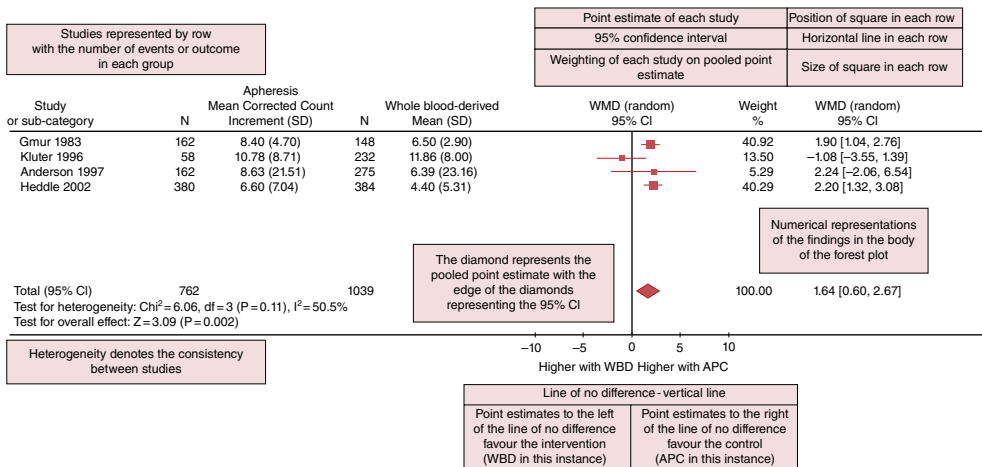 Studies represented by row
with the number of events or outcome
in each group
Point estimate of each study Position of square in each row
95% confidence interval Horizontal line in each row
Weighting of each study on pooled point
estimate
Size of square in each row
Study
or sub-category
N
Apheresis
Mean Corrected Count
Increment (SD)
N
Whole blood-derived
Mean (SD)
WMD (random)
95% CI
Weight
%
WMD (random)
95% CI
Gmur 1983 162 8.40 (4.70) 148 6.50 (2.90) 40.92 1.90 [1.04, 2.76]
Kluter 1996 58 10.78 (8.71) 232 11.86 (8.00) 13.50 −1.08 [−3.55, 1.39]
Anderson 1997 162 8.63 (21.51) 275 6.39 (23.16) 5.29 2.24 [−2.06, 6.54]
Heddle 2002 380 6.60 (7.04) 384 4.40 (5.31) 40.29 2.20 [1.32, 3.08]
Numerical representations
of the findings in the body
of the forest plot
The diamond represents the
pooled point estimate with the
edge of the diamonds
representing the 95% CI
Total (95% CI) 762 1039 100.00 1.64 [0.60, 2.67]
Test for heterogeneity: Chi²=6.06, df=3 (P=0.11), I²=50.5%
Test for overall effect: Z=3.09 (P=0.002)
−10 −5 0 5 10
Higher with WBD Higher with APC
Heterogeneity denotes the consistency
between studies
Line of no difference-vertical line
Point estimates to the left
of the line of no difference
favour the intervention
(WBD in this instance)
Point estimates to the right
of the line of no difference
favour the control
(APC in this instance)